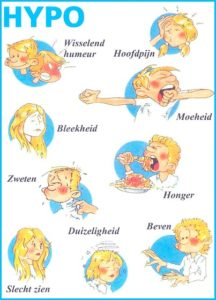 HYPO
Wisselend
humeur
Hoofdpijn
Moeheid
Bleekheid
Zweten
Honger
Duizeligheid
Beven
Slecht zien